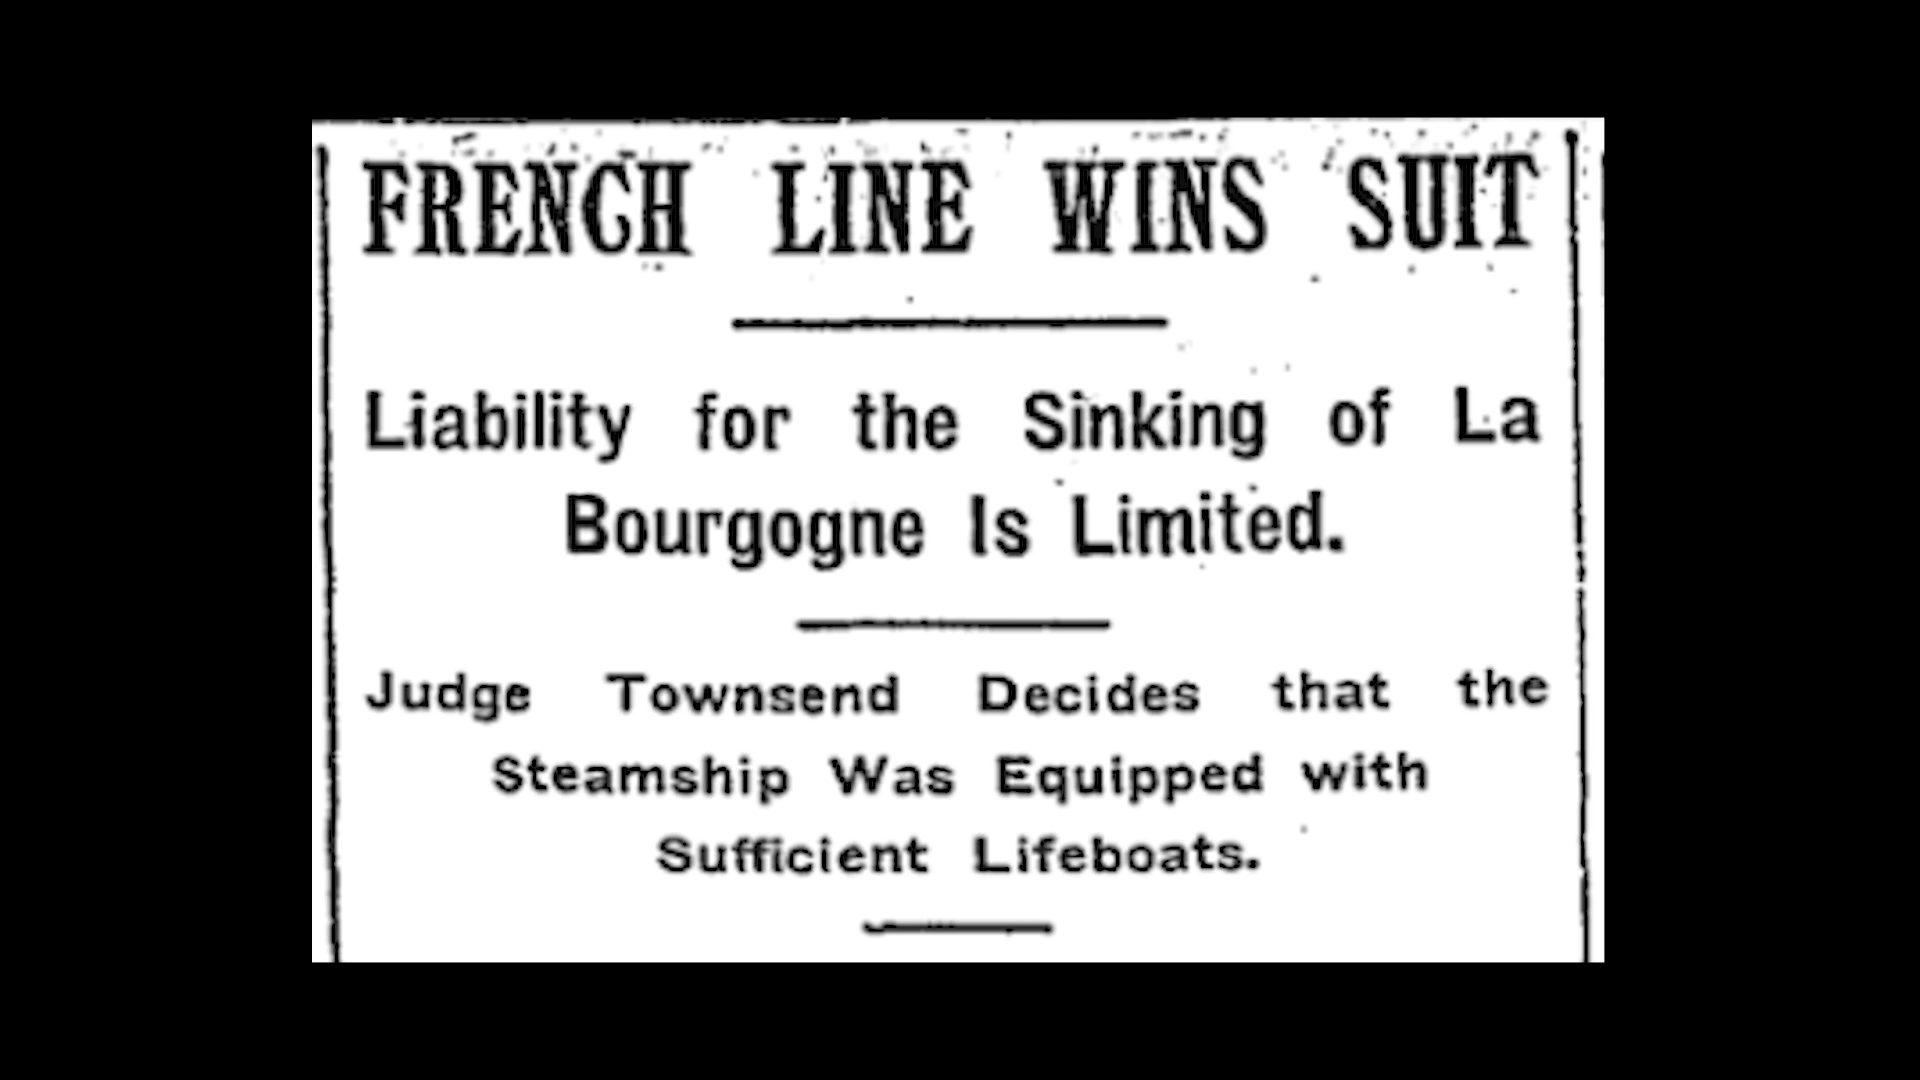 FRENCH LINE WINS SUIT
Liability for the Sinking of La
Bourgogne Is Limited.
Judge Townsend Decides that the
Steamship Was Equipped with
Sufficient Lifeboats.